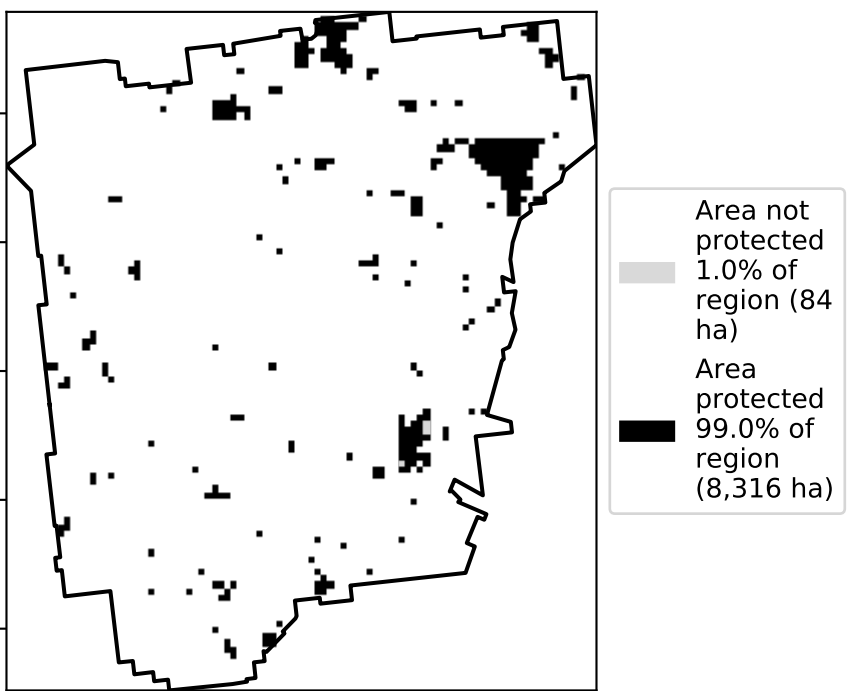 Area not
protected
1.0% of
region (84
ha)
Area
protected
99.0% of
region
(8,316 ha)